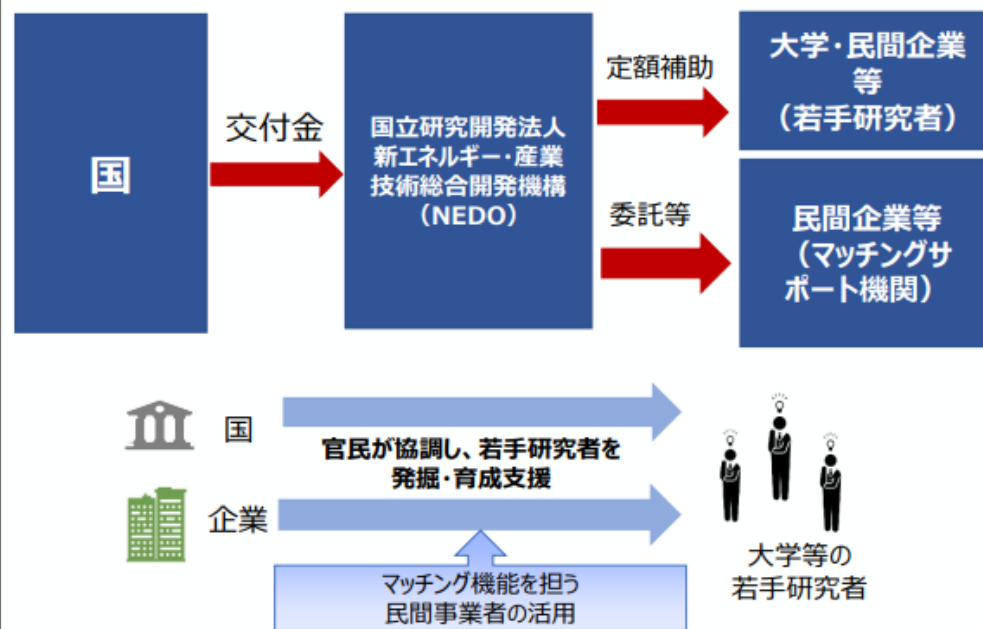 国
交付金
国立研究開発法人
新エネルギー・産業
技術総合開発機構
（NEDO）
定額補助
大学・民間企業
等
（若手研究者）
委託等
民間企業等
（マッチングサ
ポート機関）
国
官民が協調し、若手研究者を
発掘・育成支援
企業
大学等の
若手研究者
マッチング機能を担う
民間事業者の活用